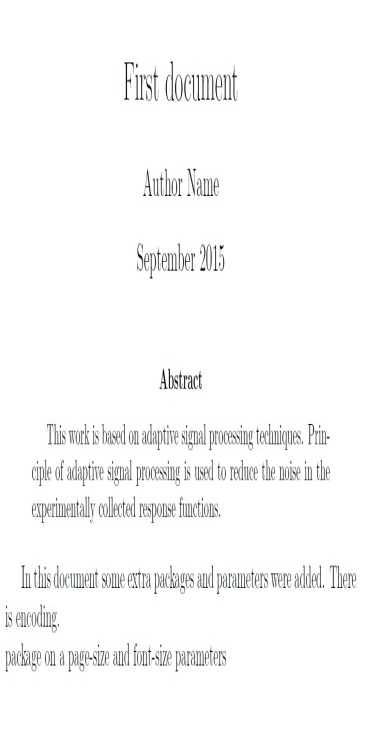 First document
Author Name
September 2015
Abstract
This work is based on adaptive signal processing techniques. Prin-
ciple of adaptive signal processing is used to reduce the noise in the
experimentally collected response functions.
In this document some extra packages and parameters were added. There
is encoding.
package on a page-size and font-size parameters